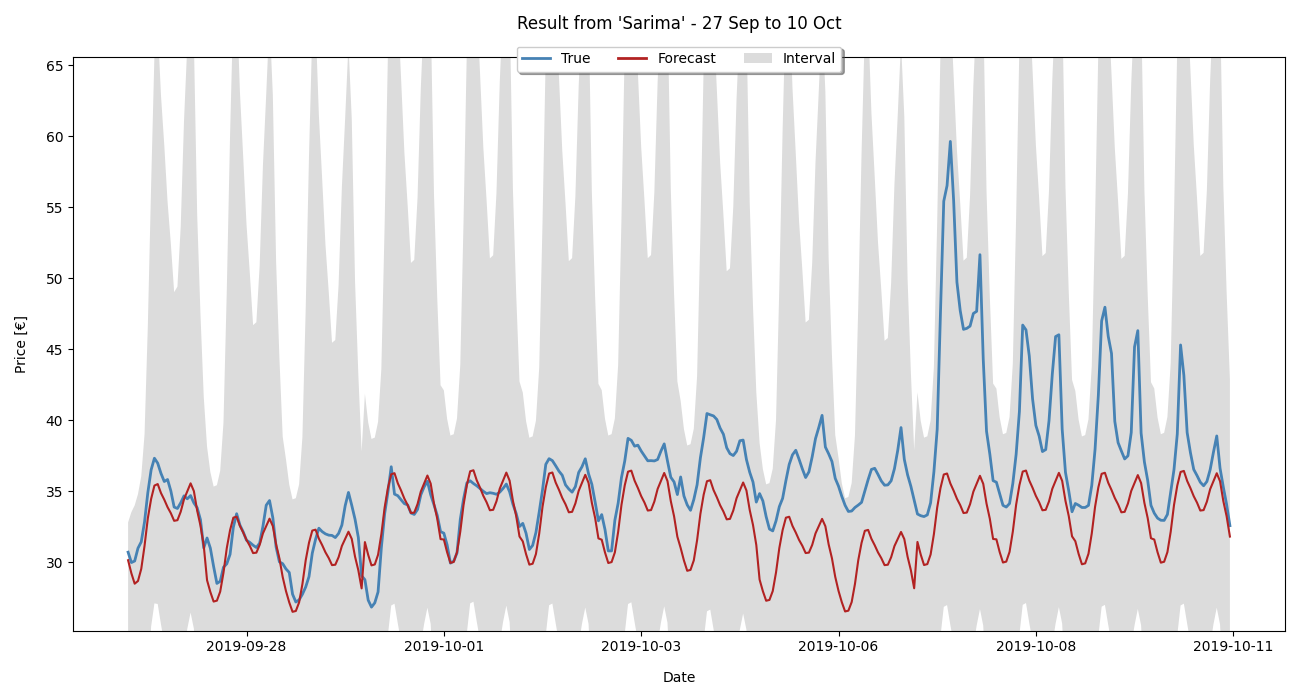 Result from 'Sarima' - 27 Sep to 10 Oct
True Forecast Interval
65
60
55
50
45
40
35
30
Price [€]
2019-09-28 2019-10-01 2019-10-03 2019-10-06 2019-10-08 2019-10-11
Date